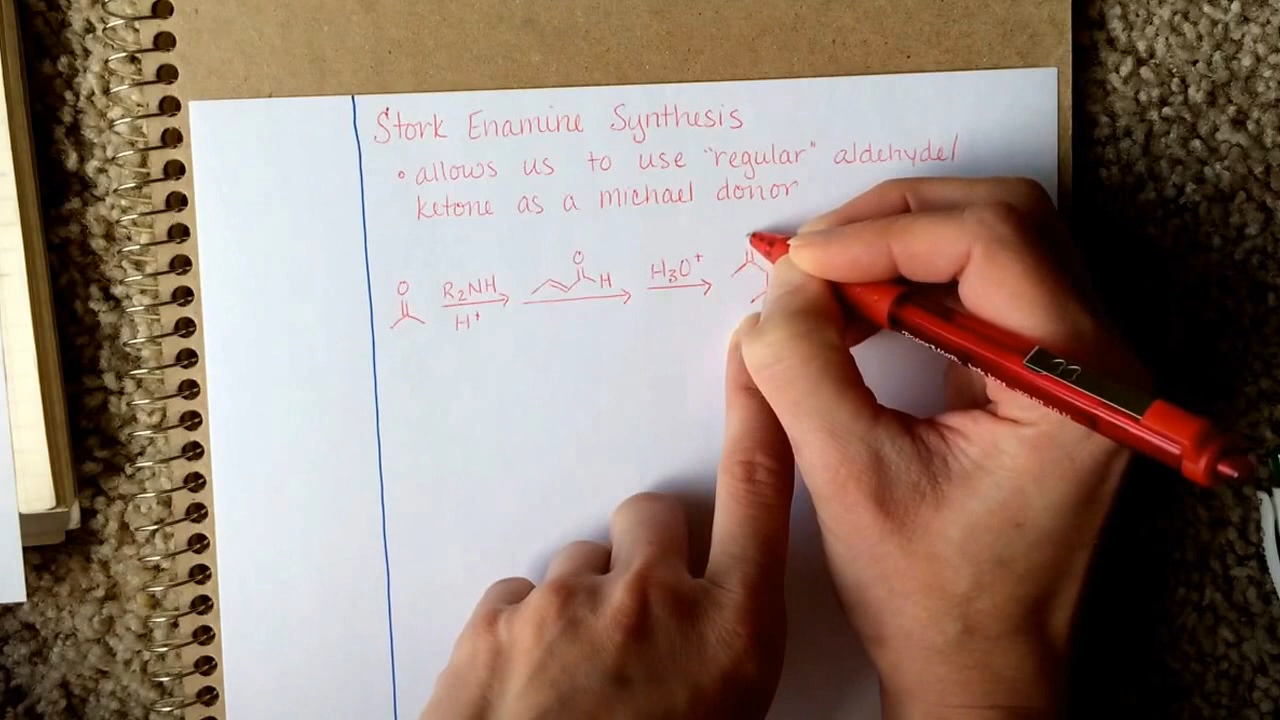 Stork Enamine Synthesis
• allows us to use "regular" aldehyde/
ketone as a michael donor
O R₂NH O H H₃O⁺
H⁺